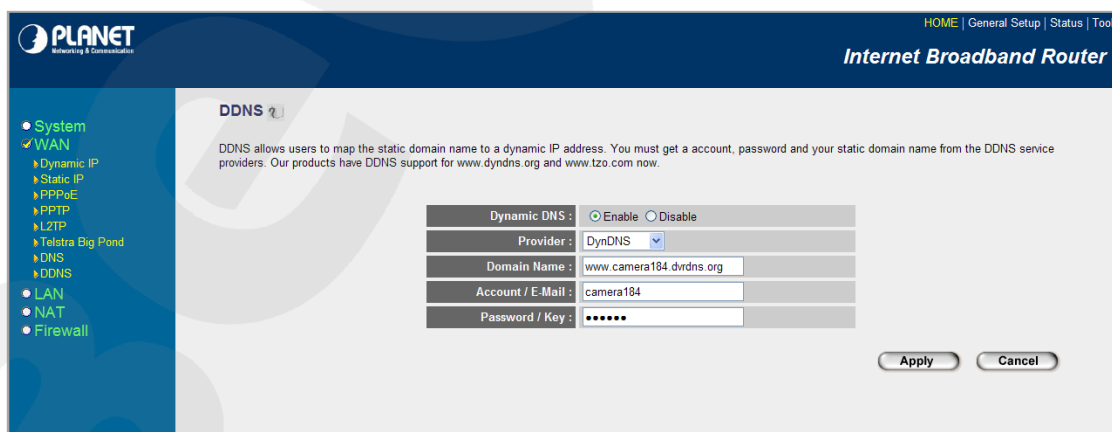 PLANET
Networking & Communication
HOME | General Setup | Status | Tool
Internet Broadband Router
System
WAN
Dynamic IP
Static IP
PPPoE
PPTP
L2TP
Telstra Big Pond
DNS
DDNS
LAN
NAT
Firewall
DDNS
DDNS allows users to map the static domain name to a dynamic IP address. You must get a account, password and your static domain name from the DDNS service
providers. Our products have DDNS support for www.dyndns.org and www.tzo.com now.
Dynamic DNS : Enable Disable
Provider : DynDNS
Domain Name : www.camera184.dvrdns.org
Account / E-Mail : camera184
Password / Key : ••••••
Apply Cancel